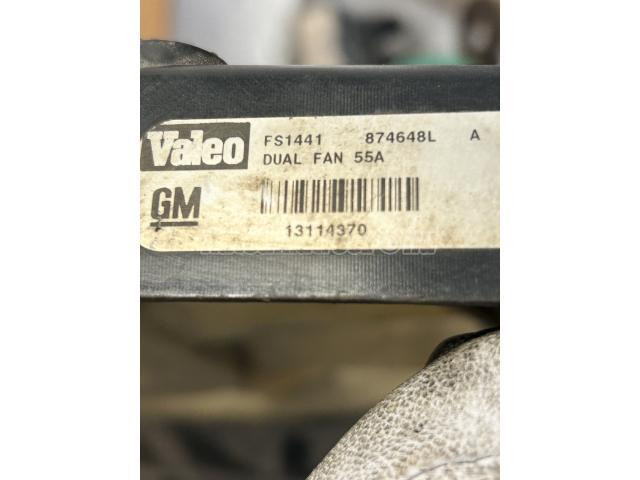 Valeo FS1441 874648L A
DUAL FAN 55A
GM
13114370